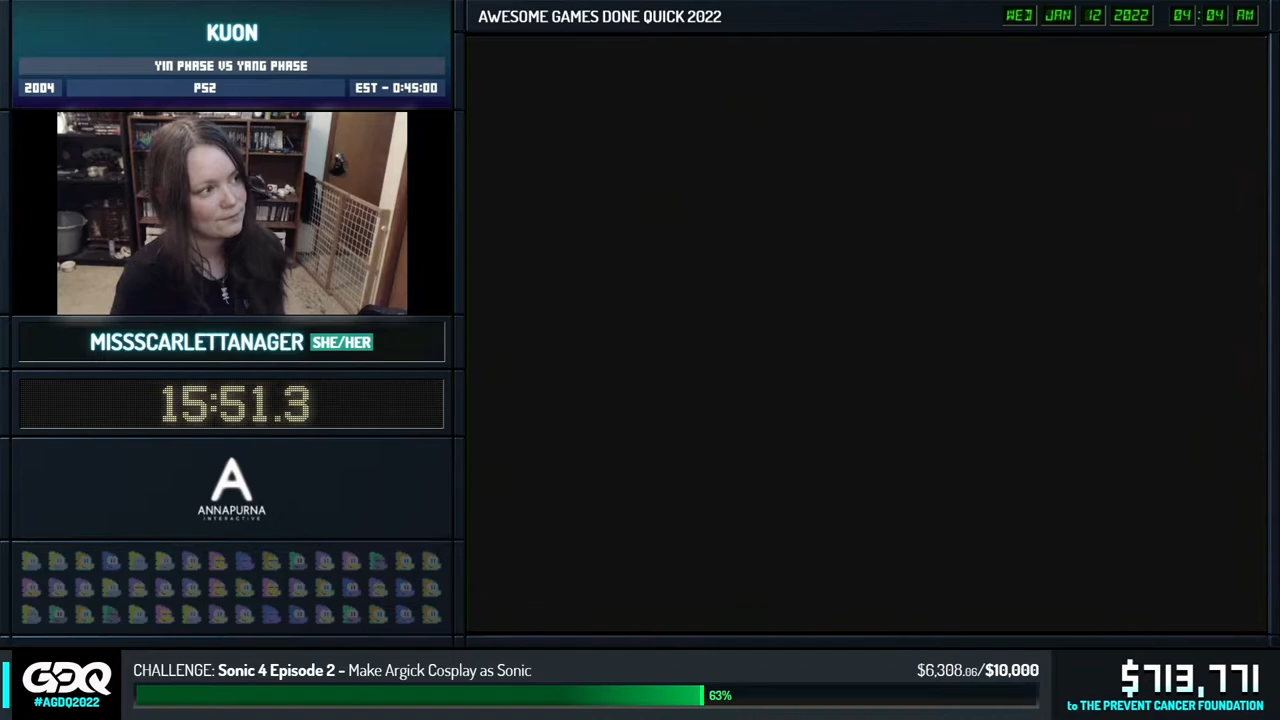 KUON
YIN PHASE VS YANG PHASE
2004 PS2 EST - 0:45:00
AWESOME GAMES DONE QUICK 2022
WED JAN 12 2022 04:04 AM
MISSSCARLETTANAGER SHE/HER
15:51.3
A
ANNAPURNA
INTERACTIVE
GDQ
#AGDQ2022
CHALLENGE: Sonic 4 Episode 2 - Make Argick Cosplay as Sonic
$6,308.06/$10,000
63%
$713,771
to THE PREVENT CANCER FOUNDATION